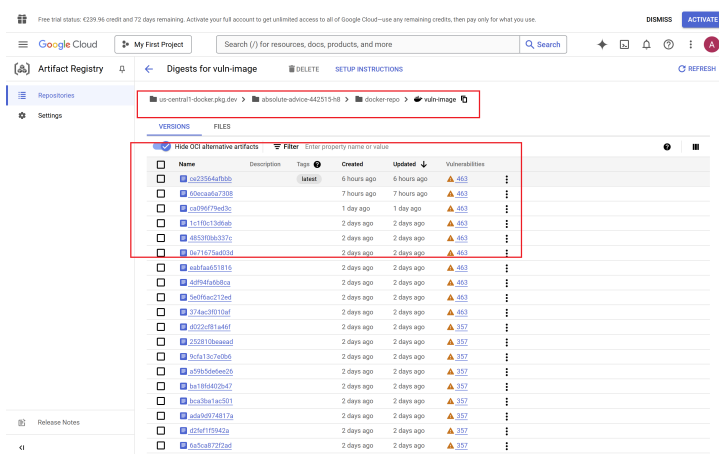 Free trial status: €239.96 credit and 72 days remaining. Activate your full account to get unlimited access to all of Google Cloud—use any remaining credits, then pay only for what you use.
DISMISS
ACTIVATE
Google Cloud
My First Project
Search (/) for resources, docs, products, and more
Search
A
Artifact Registry
Digests for vuln-image
DELETE
SETUP INSTRUCTIONS
REFRESH
Repositories
Settings
us-central1-docker.pkg.dev > absolute-advice-442515-h8 > docker-repo > vuln-image
VERSIONS
FILES
Hide OCI alternative artifacts
Filter Enter property name or value
Name Description Tags Created Updated Vulnerabilities
ce23564afbbb latest 6 hours ago 6 hours ago 463
60ecaa6a7308 7 hours ago 7 hours ago 463
ca096f79ed3c 1 day ago 1 day ago 463
1c1f0c13d6ab 2 days ago 2 days ago 463
4853f0bb337c 2 days ago 2 days ago 463
0e71675ad03d 2 days ago 2 days ago 463
eabfaa651816 2 days ago 2 days ago 463
4df94fa6b8ca 2 days ago 2 days ago 463
5e0f6ac212ed 2 days ago 2 days ago 463
374ac3f010af 2 days ago 2 days ago 463
d022cf81a46f 2 days ago 2 days ago 357
252810beaead 2 days ago 2 days ago 357
9cfa13c7e0b6 2 days ago 2 days ago 357
a59b5de6ee26 2 days ago 2 days ago 357
ba18fd402b47 2 days ago 2 days ago 357
bca3ba1ac501 2 days ago 2 days ago 357
ada9d974817a 2 days ago 2 days ago 357
d2fef1f5942a 2 days ago 2 days ago 357
6a5ca872f2ad 2 days ago 2 days ago 357
Release Notes